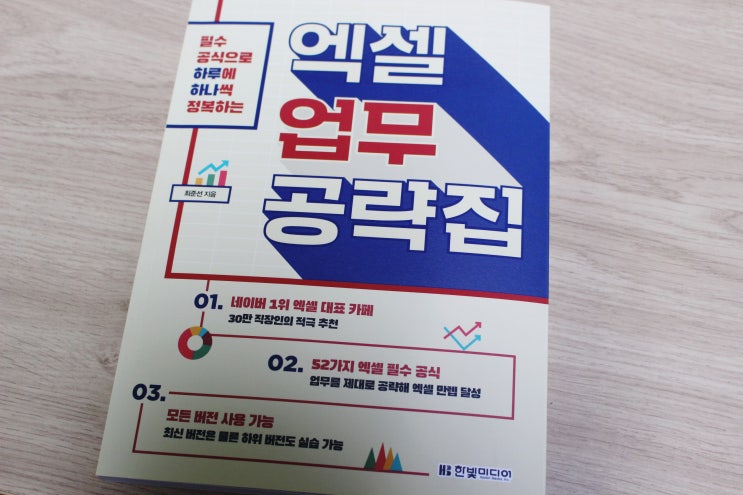 필수
공식으로
하루에
하나씩
정복하는
엑셀
업무
공략집
최준선 지음
01. 네이버 1위 엑셀 대표 카페
30만 직장인의 적극 추천
02. 52가지 엑셀 필수 공식
업무를 제대로 공략해 엑셀 만렙 달성
03.
모든 버전 사용 가능
최신 버전은 물론 하위 버전도 실습 가능
HB 한빛미디어
Hanbit Media, Inc.